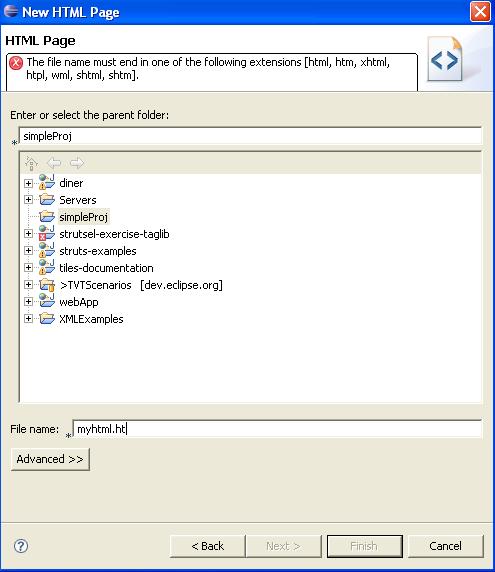 New HTML Page
HTML Page
The file name must end in one of the following extensions [html, htm, xhtml,
htpl, wml, shtml, shtm].
Enter or select the parent folder:
* simpleProj
diner
Servers
simpleProj
strutsel-exercise-taglib
struts-examples
tiles-documentation
>TVTScenarios [dev.eclipse.org]
webApp
XMLExamples
File name: * myhtml.ht
Advanced >>
? < Back Next > Finish Cancel